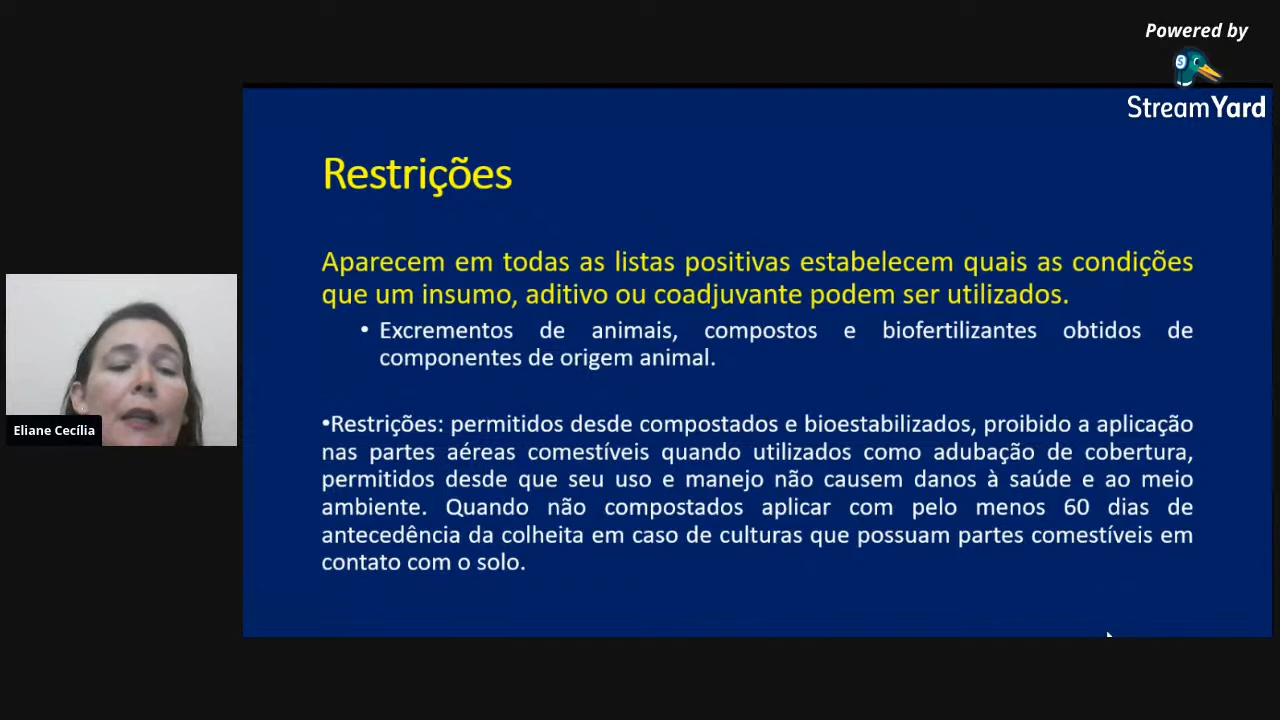 Powered by
StreamYard
Restrições
Aparecem em todas as listas positivas estabelecem quais as condições
que um insumo, aditivo ou coadjuvante podem ser utilizados.
• Excrementos de animais, compostos e biofertilizantes obtidos de
componentes de origem animal.
•Restrições: permitidos desde compostados e bioestabilizados, proibido a aplicação
nas partes aéreas comestíveis quando utilizados como adubação de cobertura,
permitidos desde que seu uso e manejo não causem danos à saúde e ao meio
ambiente. Quando não compostados aplicar com pelo menos 60 dias de
antecedência da colheita em caso de culturas que possuam partes comestíveis em
contato com o solo.
Eliane Cecília